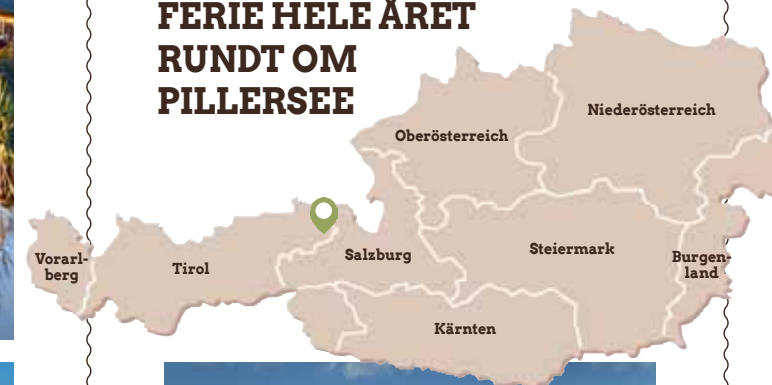 FERIE HELE ÅRET
RUNDT OM
PILLERSEE
Niederösterreich
Oberösterreich
Vorarl-
berg
Tirol
Salzburg
Steiermark
Burgen-
land
Kärnten